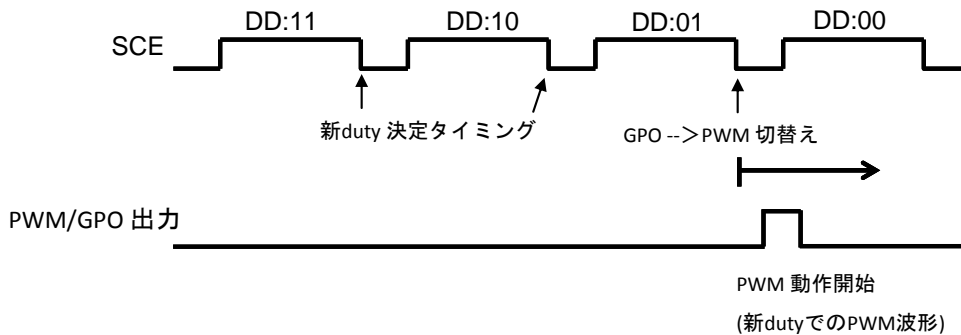 DD:11 DD:10 DD:01 DD:00
SCE
新duty 決定タイミング
GPO -->PWM 切替え
PWM/GPO 出力
PWM 動作開始
(新dutyでのPWM波形)